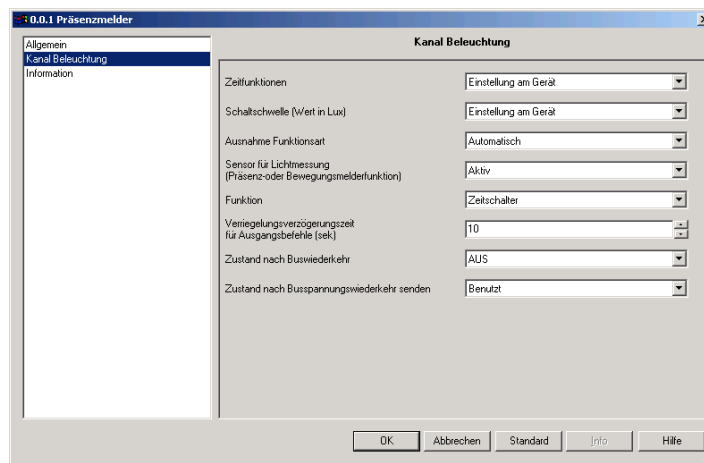 0.0.1 Präsenzmelder
Allgemein
Kanal Beleuchtung
Information
Kanal Beleuchtung
Zeitfunktionen
Einstellung am Gerät
Schaltschwelle (Wert in Lux)
Einstellung am Gerät
Ausnahme Funktionsart
Automatisch
Sensor für Lichtmessung
(Präsenz-oder Bewegungsmelderfunktion)
Aktiv
Funktion
Zeitschalter
Verriegelungsverzögerungszeit
für Ausgangsbefehle (sek)
10
Zustand nach Buswiederkehr
AUS
Zustand nach Busspannungswiederkehr senden
Benutzt
OK
Abbrechen
Standard
Info
Hilfe